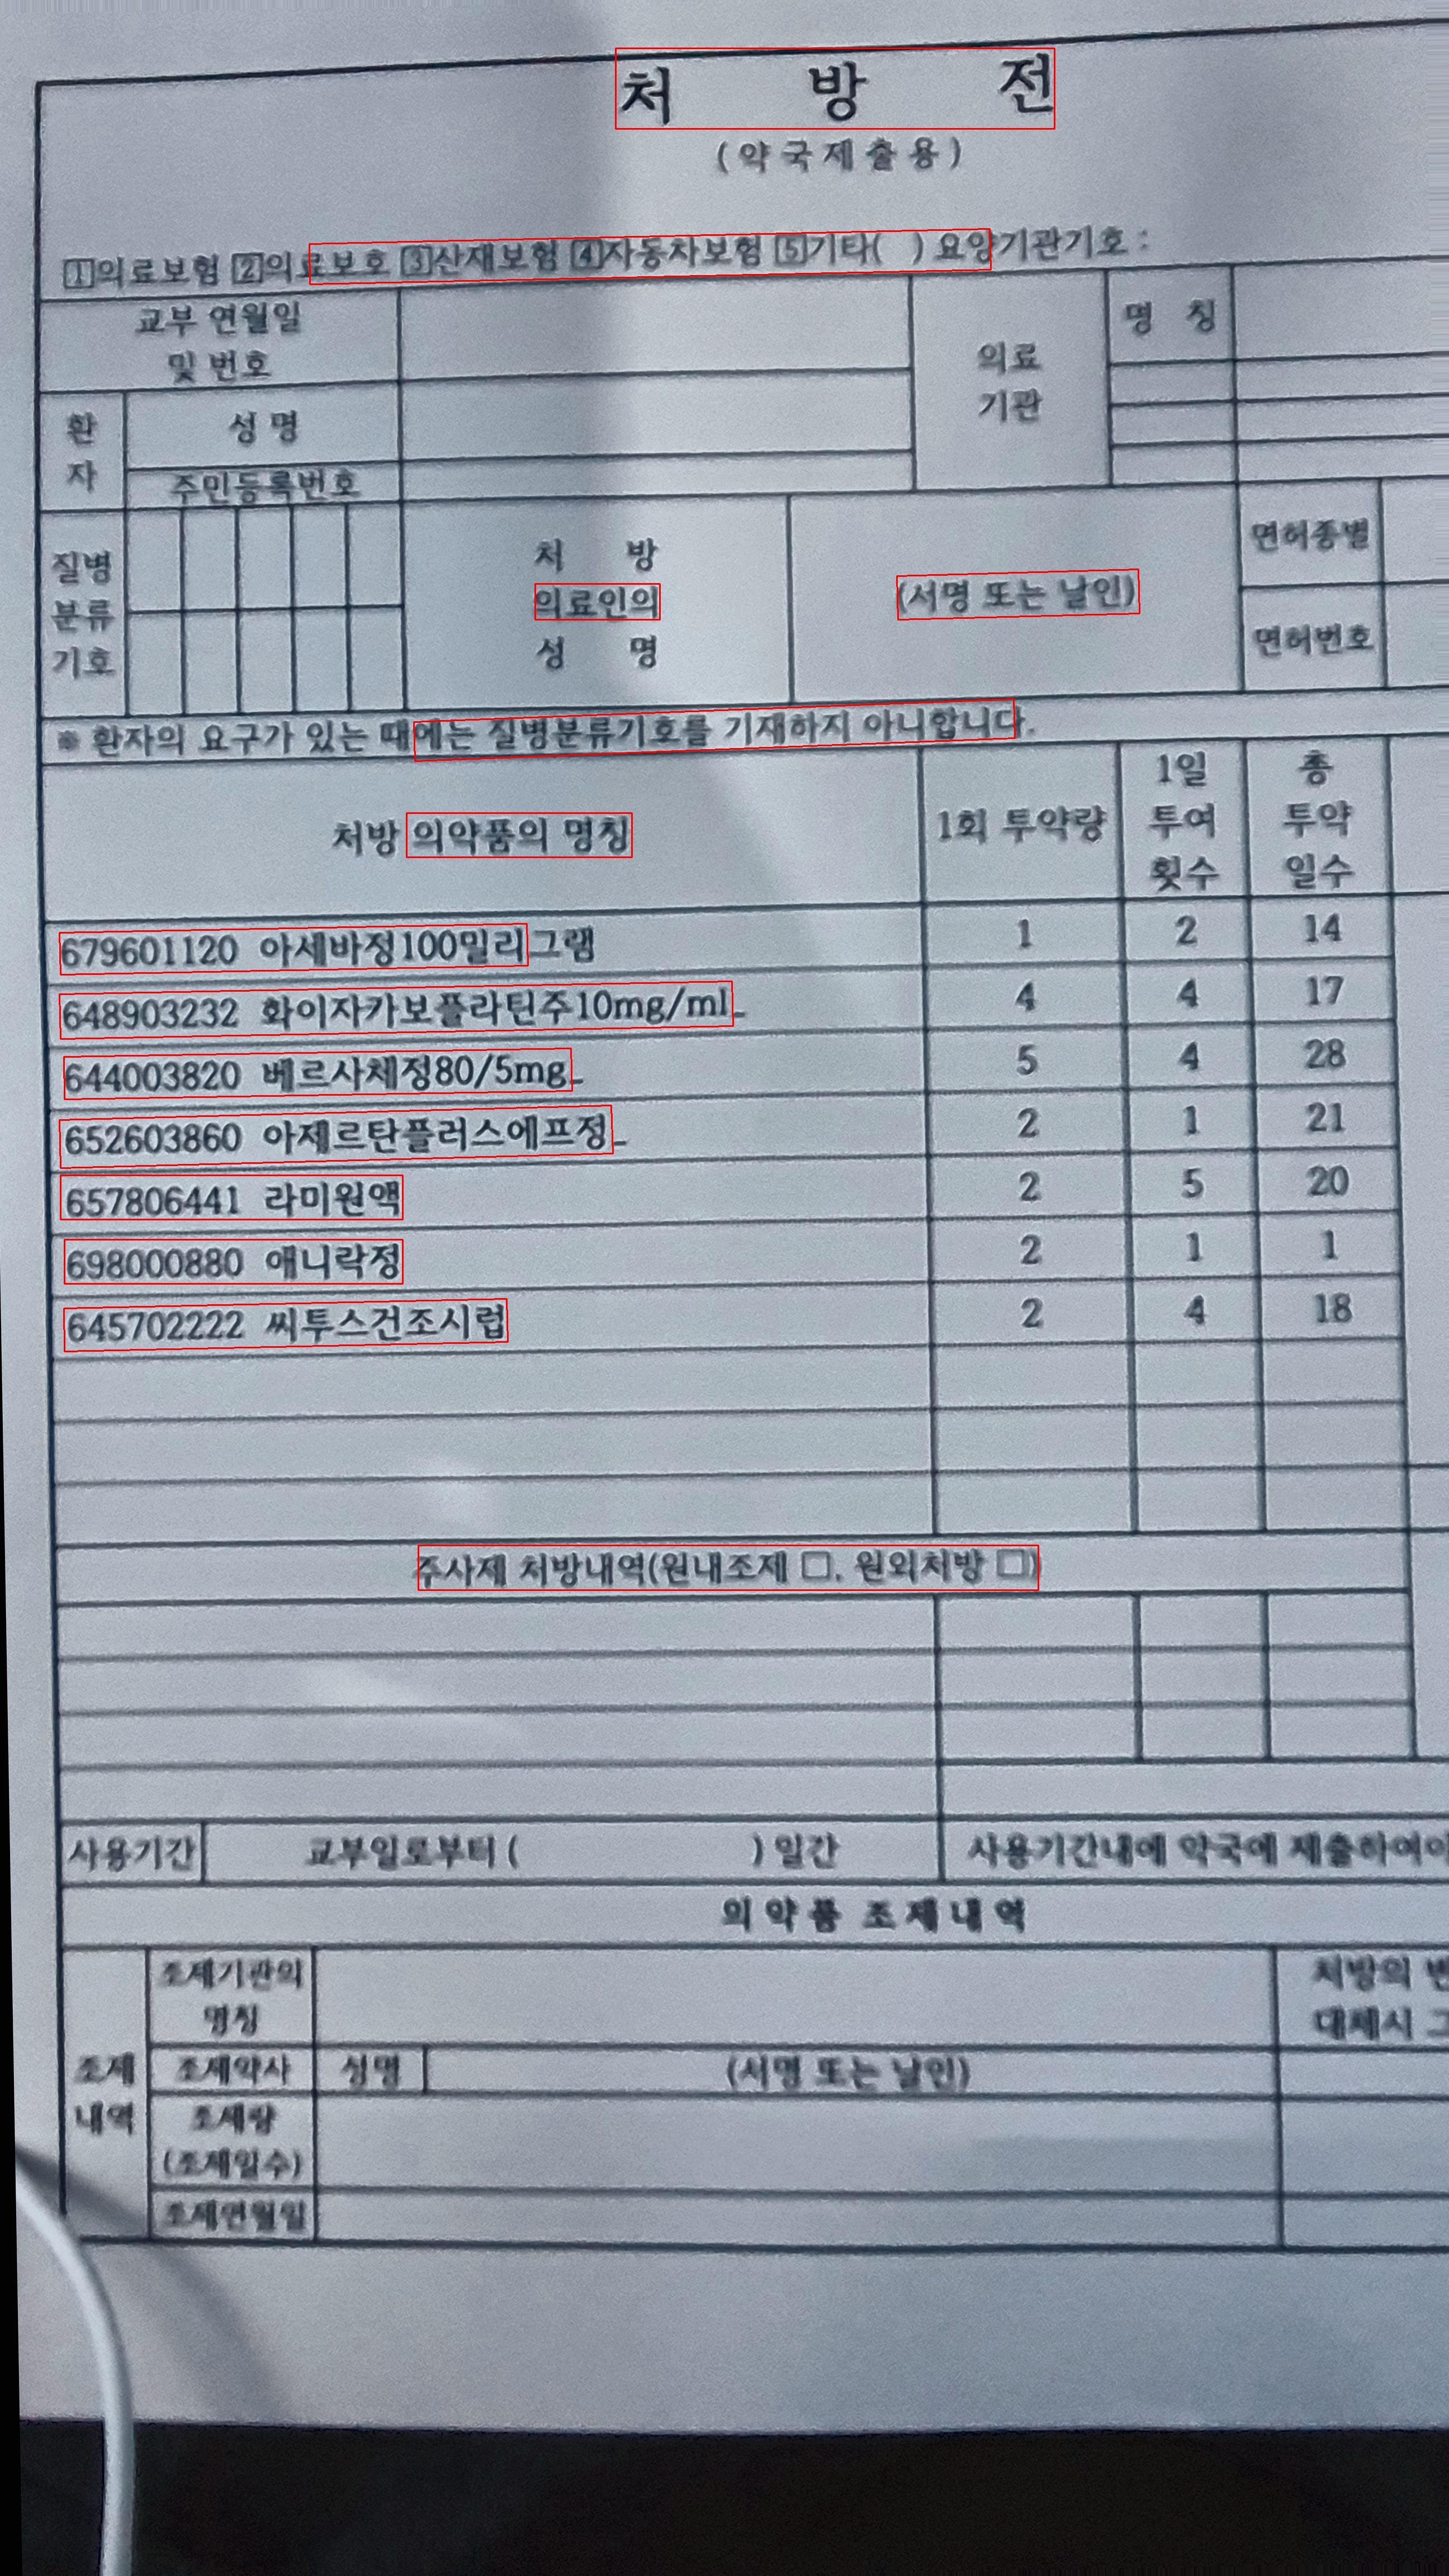 처 방 전
(약국제출용)
1의료보험 2의료보호 3산재보험 4자동차보험 5기타( ) 요양기관기호 :
교부 연월일
및 번호
의료
기관
명 칭
환
자
성 명
주민등록번호
질병
분류
기호
처 방
의료인의
성 명
(서명 또는 날인)
면허종별
면허번호
※ 환자의 요구가 있는 때에는 질병분류기호를 기재하지 아니합니다.
처방 의약품의 명칭
1회 투약량
1일
투여
횟수
총
투약
일수
679601120 아세바정100밀리그램 1 2 14
648903232 화이자카보플라틴주10mg/ml_ 4 4 17
644003820 베르사체정80/5mg_ 5 4 28
652603860 아제르탄플러스에프정_ 2 1 21
657806441 라미원액 2 5 20
698000880 애니락정 2 1 1
645702222 씨투스건조시럽 2 4 18
주사제 처방내역(원내조제 □, 원외처방 □)
사용기간 교부일로부터 ( ) 일간 사용기간내에 약국에 제출하여야
의 약 품 조 제 내 역
조제
내역
조제기관의
명칭
처방의
대체시 그
조제약사 성명 (서명 또는 날인)
조제량
(조제일수)
조제연월일